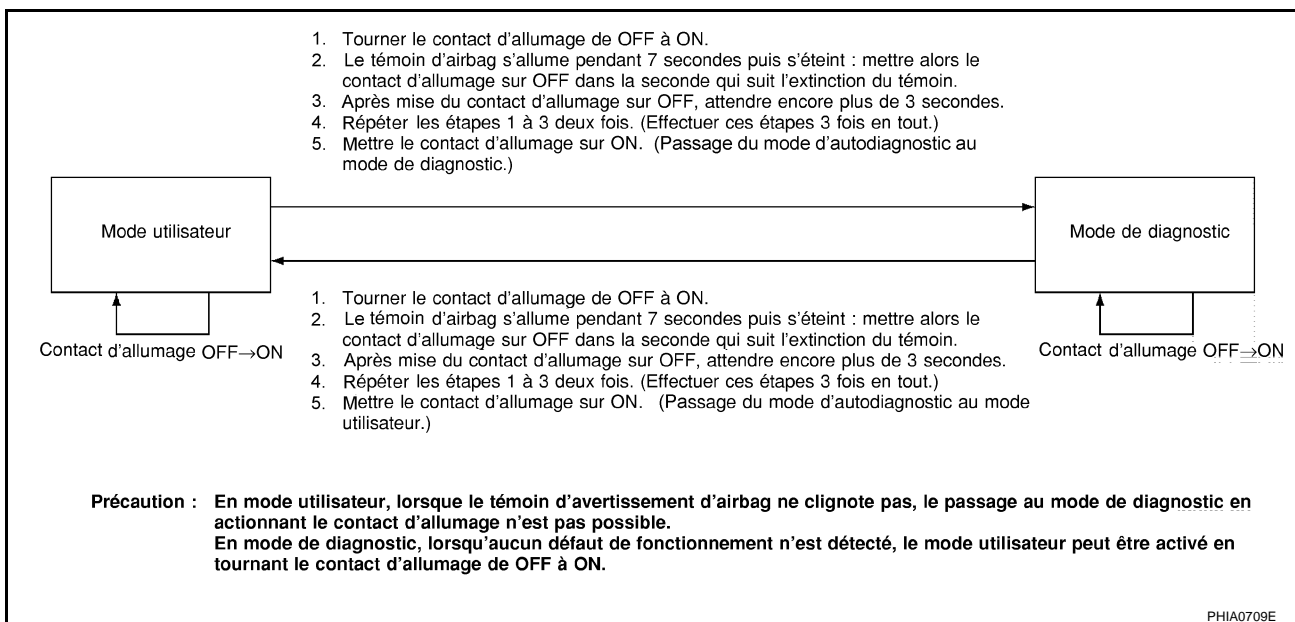 1. Tourner le contact d'allumage de OFF à ON.
2. Le témoin d'airbag s'allume pendant 7 secondes puis s'éteint : mettre alors le
contact d'allumage sur OFF dans la seconde qui suit l'extinction du témoin.
3. Après mise du contact d'allumage sur OFF, attendre encore plus de 3 secondes.
4. Répéter les étapes 1 à 3 deux fois. (Effectuer ces étapes 3 fois en tout.)
5. Mettre le contact d'allumage sur ON. (Passage du mode d'autodiagnostic au
mode de diagnostic.)
Mode utilisateur
Mode de diagnostic
Contact d'allumage OFF→ON
Contact d'allumage OFF→ON
1. Tourner le contact d'allumage de OFF à ON.
2. Le témoin d'airbag s'allume pendant 7 secondes puis s'éteint : mettre alors le
contact d'allumage sur OFF dans la seconde qui suit l'extinction du témoin.
3. Après mise du contact d'allumage sur OFF, attendre encore plus de 3 secondes.
4. Répéter les étapes 1 à 3 deux fois. (Effectuer ces étapes 3 fois en tout.)
5. Mettre le contact d'allumage sur ON. (Passage du mode d'autodiagnostic au mode
utilisateur.)
Précaution : En mode utilisateur, lorsque le témoin d'avertissement d'airbag ne clignote pas, le passage au mode de diagnostic en
actionnant le contact d'allumage n'est pas possible.
En mode de diagnostic, lorsqu'aucun défaut de fonctionnement n'est détecté, le mode utilisateur peut être activé en
tournant le contact d'allumage de OFF à ON.
PHIA0709E